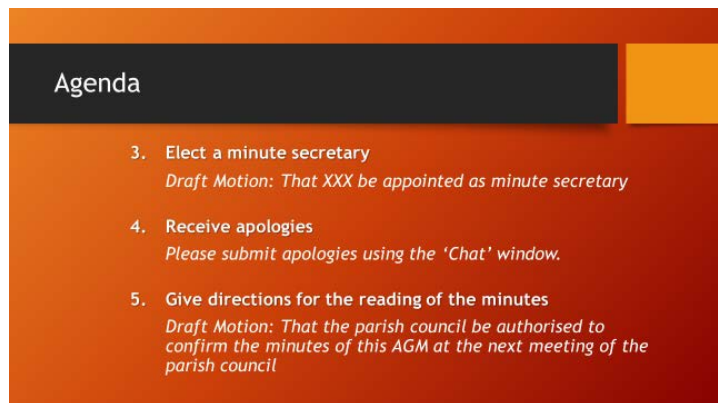 Agenda
3. Elect a minute secretary
Draft Motion: That XXX be appointed as minute secretary
4. Receive apologies
Please submit apologies using the ‘Chat’ window.
5. Give directions for the reading of the minutes
Draft Motion: That the parish council be authorised to
confirm the minutes of this AGM at the next meeting of the
parish council